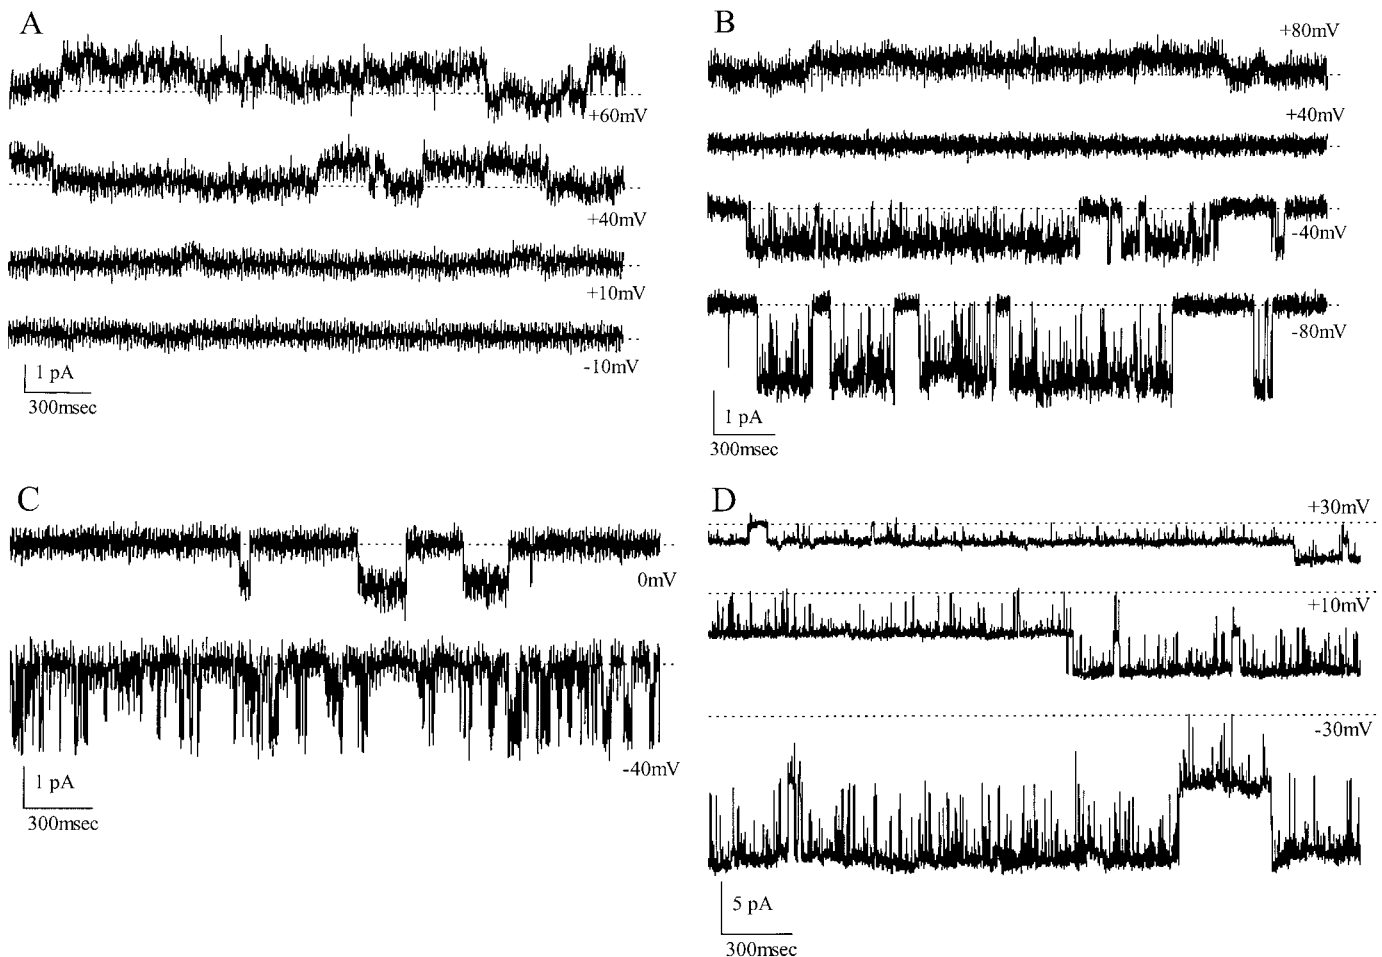 A
+60mV
+40mV
+10mV
-10mV
1 pA
300msec
B
+80mV
+40mV
-40mV
-80mV
1 pA
300msec
C
0mV
-40mV
1 pA
300msec
D
+30mV
+10mV
-30mV
5 pA
300msec